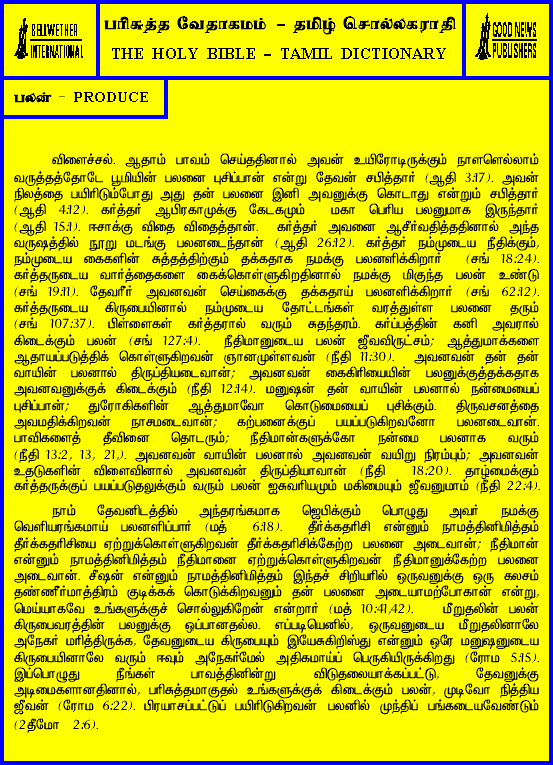 BELLWETHER
INTERNATIONAL
பரிசுத்த வேதாகமம் - தமிழ் சொல்லகராதி
THE HOLY BIBLE - TAMIL DICTIONARY
GOOD NEWS
PUBLISHERS
பலன் - PRODUCE
விளைச்சல். ஆதாம் பாவம் செய்ததினால் அவன் உயிரோடிருக்கும் நாளெல்லாம்
வருத்தத்தோடே பூமியின் பலனை புசிப்பான் என்று தேவன் சபித்தார் (ஆதி 3:17). அவன்
நிலத்தை பயிரிடும்போது அது தன் பலனை இனி அவனுக்கு கொடாது என்றும் சபித்தார்
(ஆதி 4:12). கர்த்தர் ஆபிரகாமுக்கு கேடகமும் மகா பெரிய பலனுமாக இருந்தார்
(ஆதி 15:1). ஈசாக்கு விதை விதைத்தான். கர்த்தர் அவனை ஆசீர்வதித்ததினால் அந்த
வருஷத்தில் நூறு மடங்கு பலனடைந்தான் (ஆதி 26:12). கர்த்தர் நம்முடைய நீதிக்கும்,
நம்முடைய கைகளின் சுத்தத்திற்கும் தக்கதாக நமக்கு பலனளிக்கிறார் (சங் 18:24).
கர்த்தருடைய வார்த்தைகளை கைக்கொள்ளுகிறதினால் நமக்கு மிகுந்த பலன் உண்டு
(சங் 19:11). தேவரீர் அவனவன் செய்கைக்கு தக்கதாய் பலனளிக்கிறார் (சங் 62:12).
கர்த்தருடைய கிருபையினால் நம்முடைய தோட்டங்கள் வரத்துள்ள பலனை தரும்
(சங் 107:37). பிள்ளைகள் கர்த்தரால் வரும் சுதந்தரம். கர்ப்பத்தின் கனி அவரால்
கிடைக்கும் பலன் (சங் 127:4). நீதிமானுடைய பலன் ஜீவவிருட்சம்; ஆத்துமாக்களை
ஆதாயப்படுத்திக் கொள்ளுகிறவன் ஞானமுள்ளவன் (நீதி 11:30). அவனவன் தன் தன்
வாயின் பலனால் திருப்தியடைவான்; அவனவன் கைகிரியையின் பலனுக்குத்தக்கதாக
அவனவனுக்குக் கிடைக்கும் (நீதி 12:14). மனுஷன் தன் வாயின் பலனால் நன்மையைப்
புசிப்பான்; துரோகிகளின் ஆத்துமாவோ கொடுமையைப் புசிக்கும். திருவசனத்தை
அவமதிக்கிறவன் நாசமடைவான்; கற்பனைக்குப் பயப்படுகிறவனோ பலனடைவான்.
பாவிகளைத் தீவினை தொடரும்; நீதிமான்களுக்கோ நன்மை பலனாக வரும்
(நீதி 13:2, 13, 21,). அவனவன் வாயின் பலனால் அவனவன் வயிறு நிரம்பும்; அவனவன்
உதடுகளின் விளைவினால் அவனவன் திருப்தியாவான் (நீதி 18:20). தாழ்மைக்கும்
கர்த்தருக்குப் பயப்படுதலுக்கும் வரும் பலன் ஐசுவரியமும் மகிமையும் ஜீவனுமாம் (நீதி 22:4).
நாம் தேவனிடத்தில் அந்தரங்கமாக ஜெபிக்கும் பொழுது அவர் நமக்கு
வெளியரங்கமாய் பலனளிப்பார் (மத் 6:18). தீர்க்கதரிசி என்னும் நாமத்தினிமித்தம்
தீர்க்கதரிசியை ஏற்றுக்கொள்ளுகிறவன் தீர்க்கதரிசிக்கேற்ற பலனை அடைவான்; நீதிமான்
என்னும் நாமத்தினிமித்தம் நீதிமானை ஏற்றுக்கொள்ளுகிறவன் நீதிமானுக்கேற்ற பலனை
அடைவான். சீஷன் என்னும் நாமத்தினிமித்தம் இந்தச் சிறியரில் ஒருவனுக்கு ஒரு கலசம்
தண்ணீர்மாத்திரம் குடிக்கக் கொடுக்கிறவனும் தன் பலனை அடையாமற்போகான் என்று,
மெய்யாகவே உங்களுக்குச் சொல்லுகிறேன் என்றார் (மத் 10:41,42). மீறுதலின் பலன்
கிருபைவரத்தின் பலனுக்கு ஒப்பானதல்ல. எப்படியெனில், ஒருவனுடைய மீறுதலினாலே
அநேகர் மரித்திருக்க, தேவனுடைய கிருபையும் இயேசுகிறிஸ்து என்னும் ஒரே மனுஷனுடைய
கிருபையினாலே வரும் ஈவும் அநேகர்மேல் அதிகமாய்ப் பெருகியிருக்கிறது (ரோம 5:15).
இப்பொழுது நீங்கள் பாவத்தினின்று விடுதலையாக்கப்பட்டு, தேவனுக்கு
அடிமைகளானதினால், பரிசுத்தமாகுதல் உங்களுக்குக் கிடைக்கும் பலன், முடிவோ நித்திய
ஜீவன் (ரோம 6:22). பிரயாசப்பட்டுப் பயிரிடுகிறவன் பலனில் முந்திப் பங்கடையவேண்டும்
(2தீமோ 2:6).